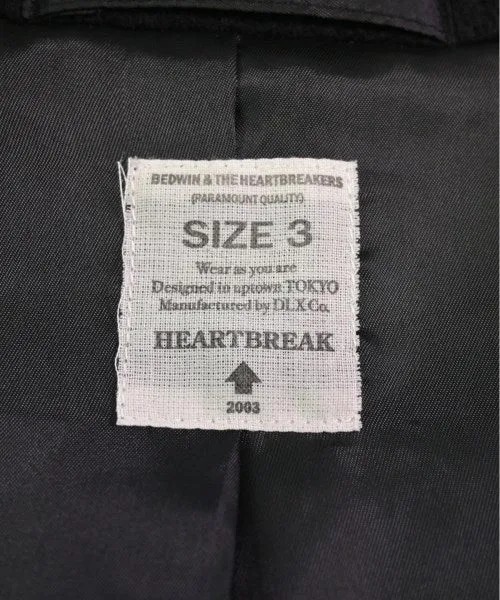 BEDWIN & THE HEARTBREAKERS
(PARAMOUNT QUALITY)
SIZE 3
Wear as you are
Designed in uptown TOKYO
Manufactured by DLX Co.
HEARTBREAK
2003